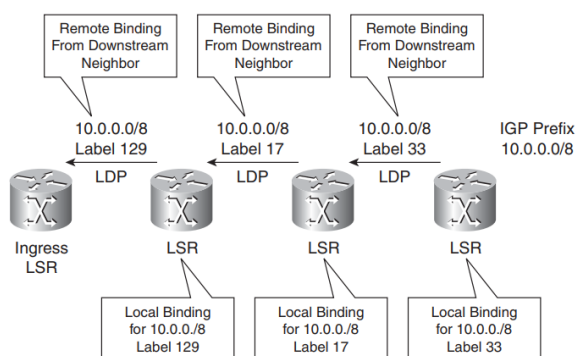 Remote Binding
From Downstream
Neighbor
Remote Binding
From Downstream
Neighbor
Remote Binding
From Downstream
Neighbor
10.0.0.0/8
Label 129
LDP
10.0.0.0/8
Label 17
LDP
10.0.0.0/8
Label 33
LDP
IGP Prefix
10.0.0.0/8
Ingress
LSR
LSR
LSR
LSR
Local Binding
for 10.0.0.0/8
Label 129
Local Binding
for 10.0.0.0/8
Label 17
Local Binding
for 10.0.0.0/8
Label 33